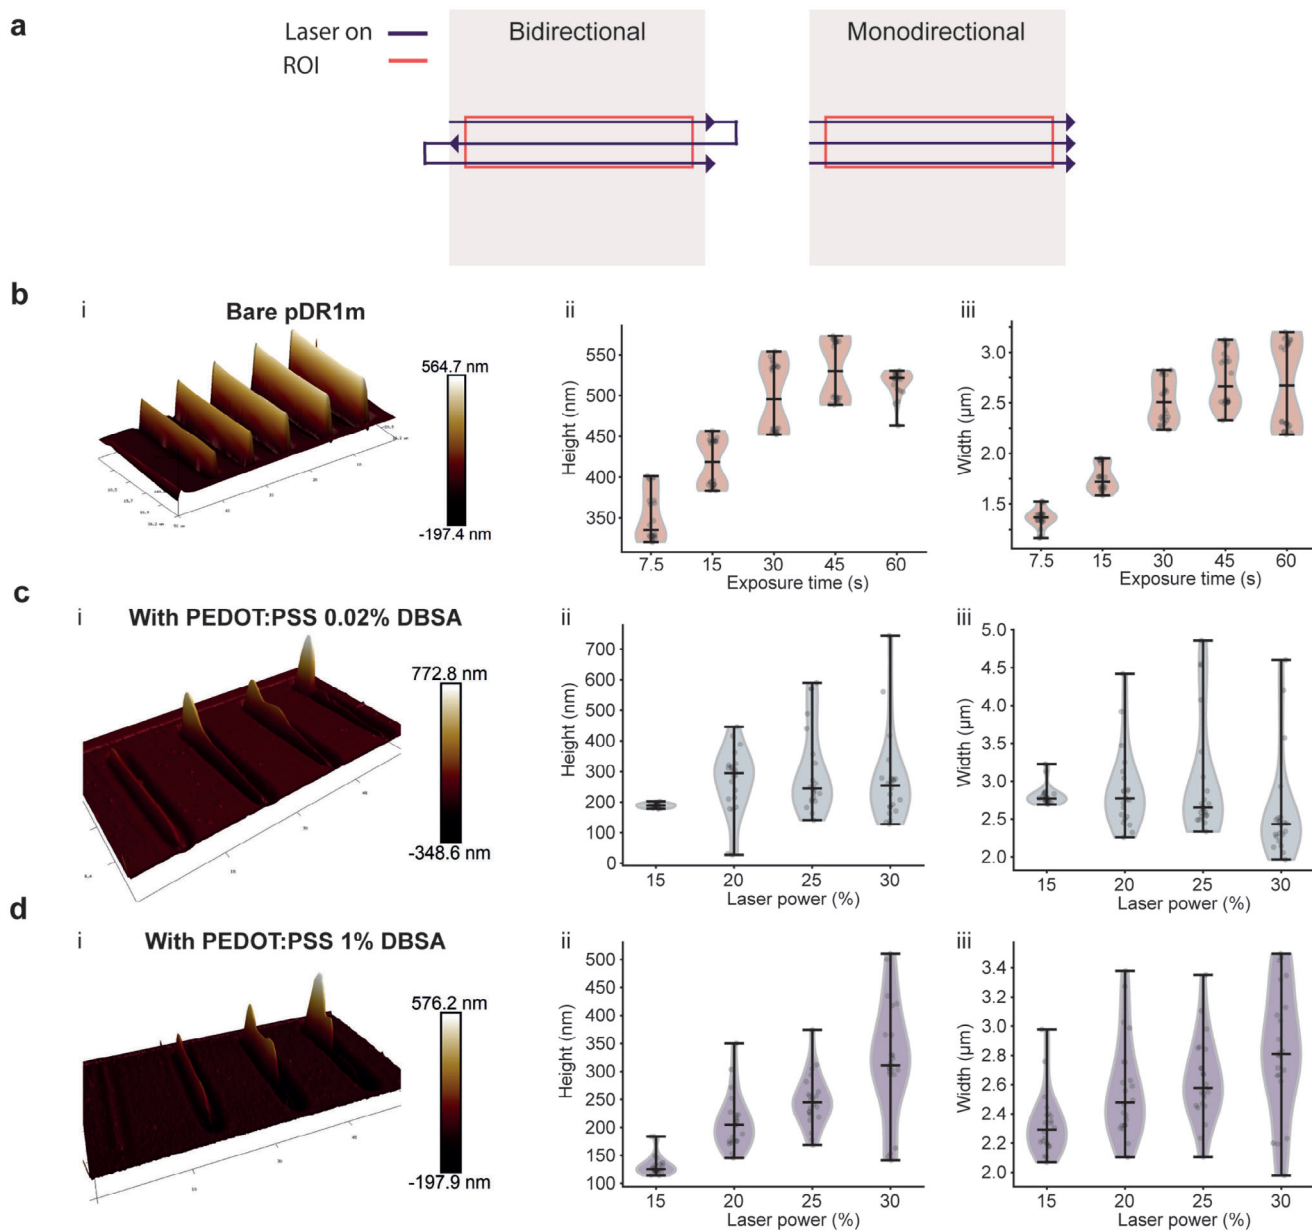 a
Laser on
ROI
Bidirectional
Monodirectional
b
i
Bare pDR1m
564.7 nm
-197.4 nm
ii
Height (nm)
550
500
450
400
350
7.5 15 30 45 60
Exposure time (s)
iii
Width (µm)
3.0
2.5
2.0
1.5
7.5 15 30 45 60
Exposure time (s)
c
i
With PEDOT:PSS 0.02% DBSA
772.8 nm
-348.6 nm
ii
Height (nm)
700
600
500
400
300
200
100
0
15 20 25 30
Laser power (%)
iii
Width (µm)
5.0
4.5
4.0
3.5
3.0
2.5
2.0
15 20 25 30
Laser power (%)
d
i
With PEDOT:PSS 1% DBSA
576.2 nm
-197.9 nm
ii
Height (nm)
500
450
400
350
300
250
200
150
100
15 20 25 30
Laser power (%)
iii
Width (µm)
3.4
3.2
3.0
2.8
2.6
2.4
2.2
2.0
15 20 25 30
Laser power (%)